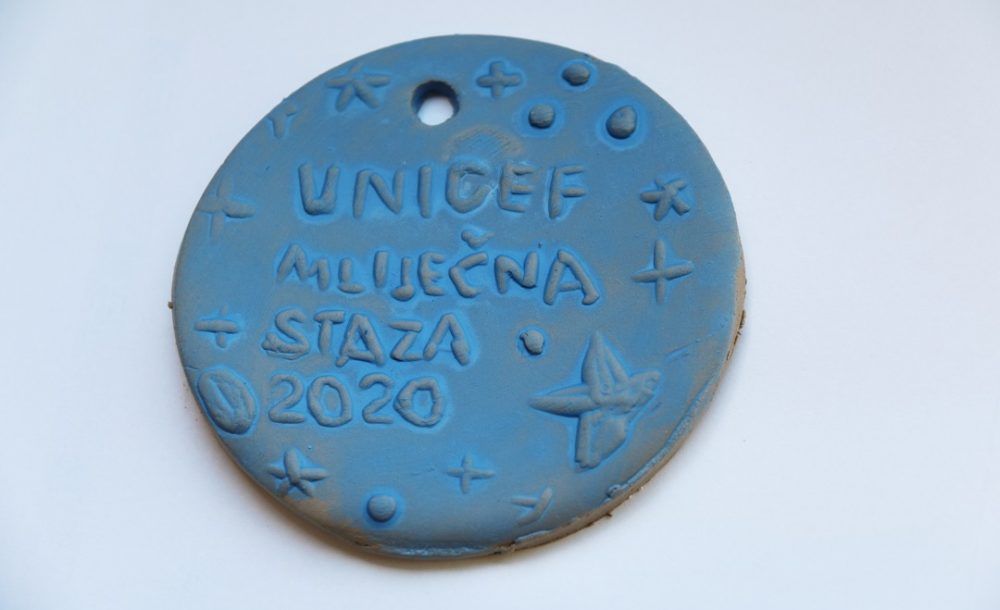 UNICEF
MLIJEČNA
STAZA
2020